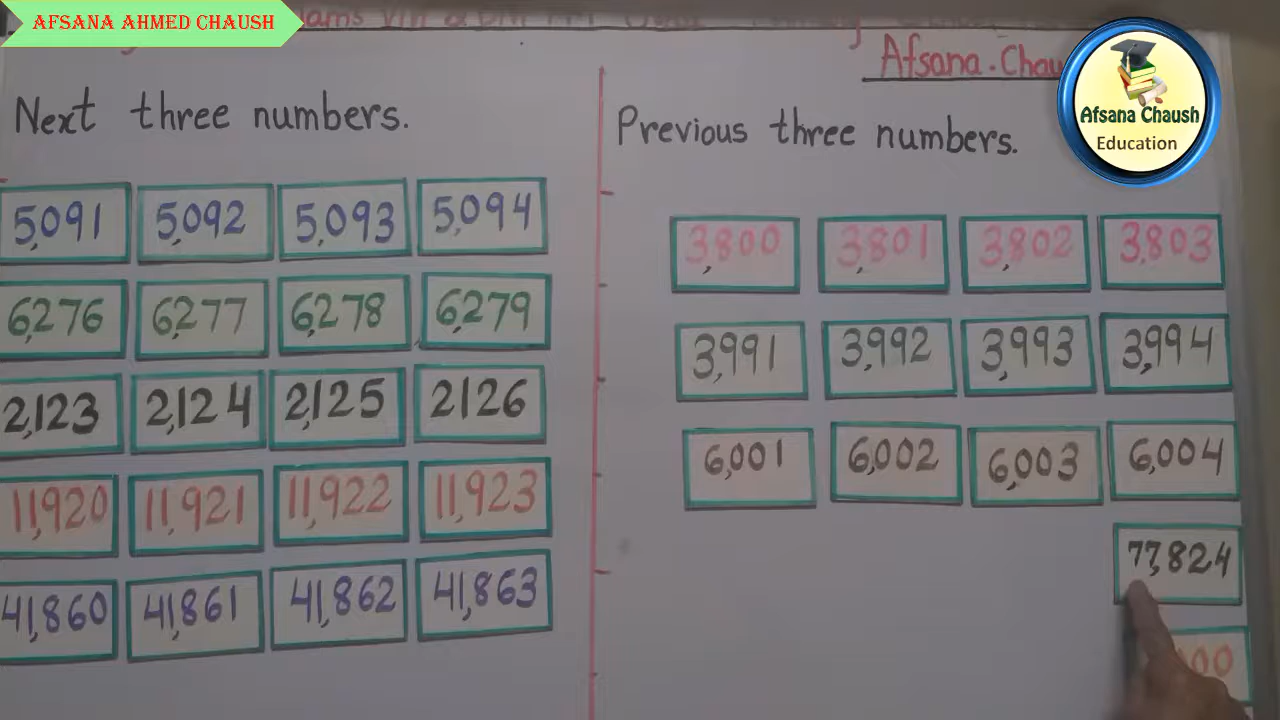 AFSANA AHMED CHAUSH
Afsana. Chau
Afsana Chaush
Education
Next three numbers.
5,091 5,092 5,093 5,094
6,276 6,277 6,278 6,279
2,123 2,124 2,125 2126
11,920 11,921 11,922 11,923
41,860 41,861 41,862 41,863
Previous three numbers.
3,800 3,801 3,802 3,803
3,991 3,992 3,993 3,994
6,001 6,002 6,003 6,004
77,824
00